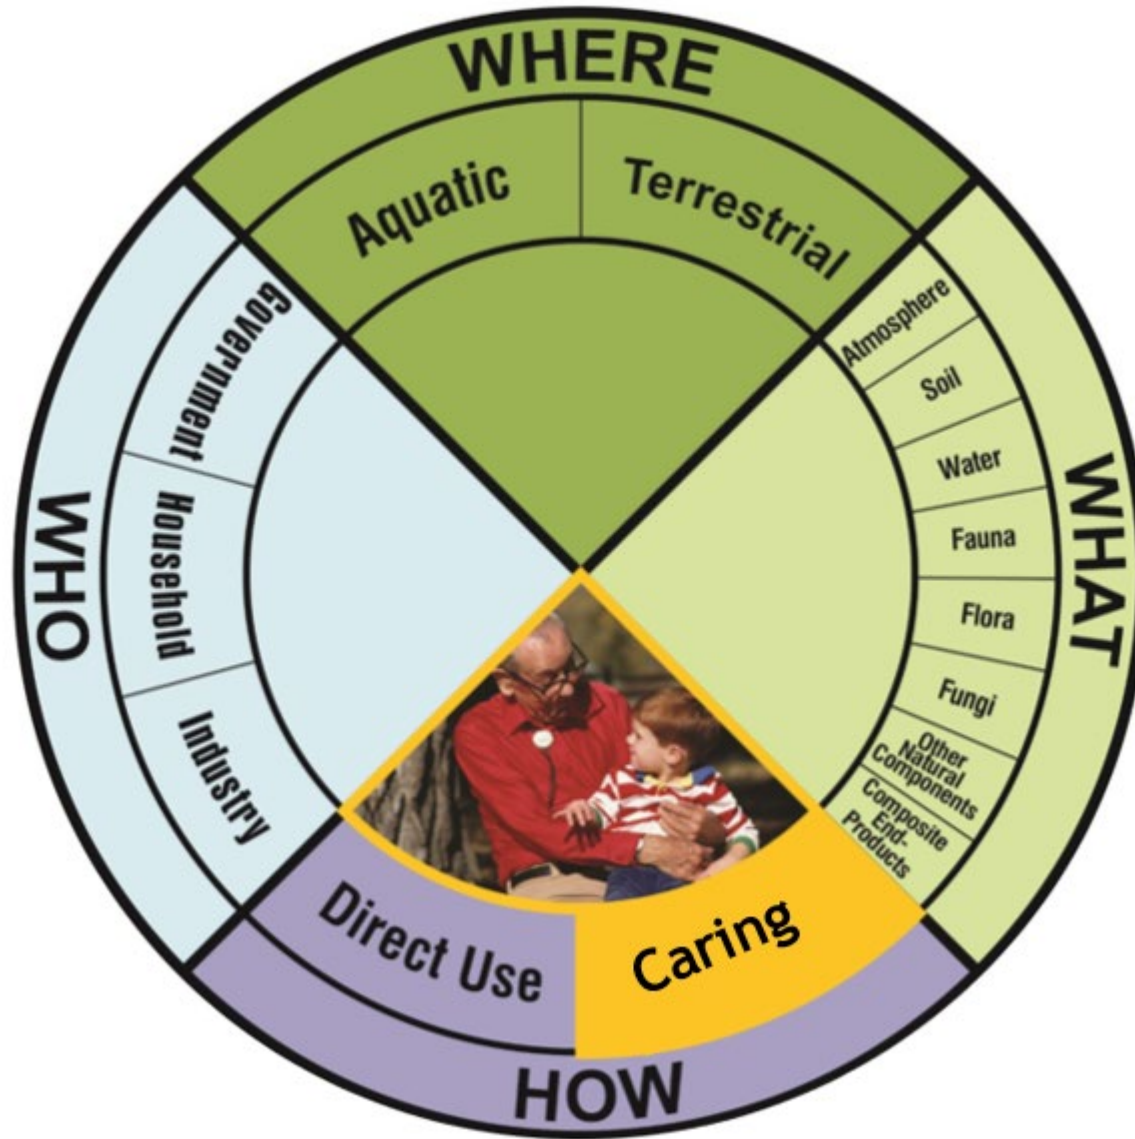 WHERE
Aquatic
Terrestrial
WHAT
Atmosphere
Soil
Water
Fauna
Flora
Fungi
Other
Natural
Components
Composite
End-
Products
HOW
Direct Use
Caring
WHO
Government
Household
Industry